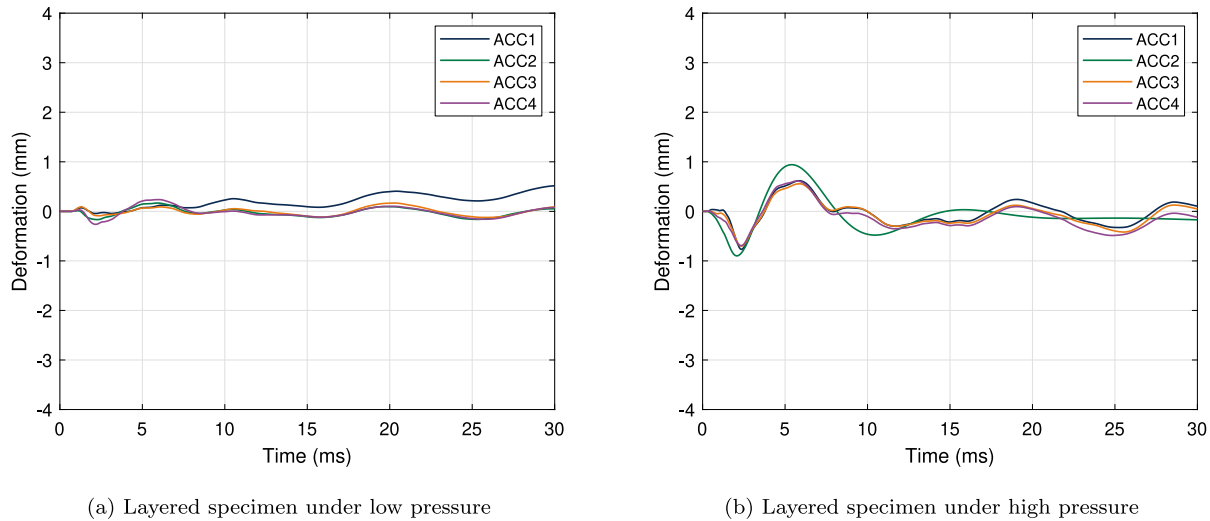 4
3
2
1
0
-1
-2
-3
-4
Deformation (mm)
0 5 10 15 20 25 30
Time (ms)
ACC1
ACC2
ACC3
ACC4
(a) Layered specimen under low pressure
4
3
2
1
0
-1
-2
-3
-4
Deformation (mm)
0 5 10 15 20 25 30
Time (ms)
ACC1
ACC2
ACC3
ACC4
(b) Layered specimen under high pressure